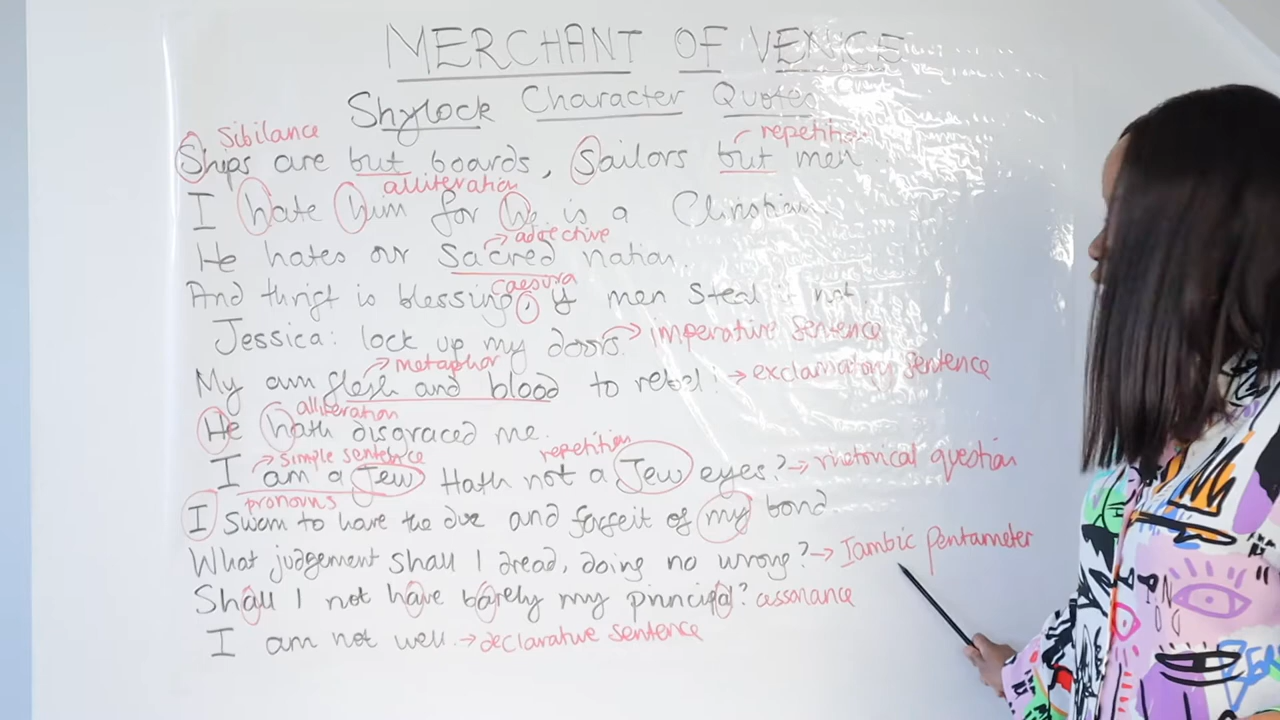 MERCHANT OF VENICE
Shylock Character Quotes
Sibilance repetition
Ships are but boards, Sailors but men
alliteration
I hate him for he is a Christian.
adjective
He hates our Sacred nation.
caesura
And thrift is blessing, if men steal it not.
Jessica: lock up my doors. → imperative sentence
metaphor
My own flesh and blood to rebel! → exclamatory sentence
alliteration
He hath disgraced me.
simple sentence repetition
I am a Jew Hath not a Jew eyes? → rhetorical question
pronouns
I swam to have the due and forfeit of my bond.
What judgement shall I dread, doing no wrong? → Iambic pentameter
Shall I not have barely my principal? assonance
I am not well. → declarative sentence